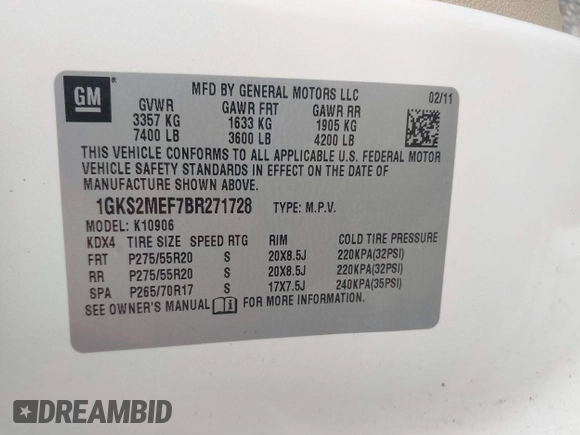 GM
MFD BY GENERAL MOTORS LLC
02/11
GVWR GAWR FRT GAWR RR
3357 KG 1633 KG 1905 KG
7400 LB 3600 LB 4200 LB
THIS VEHICLE CONFORMS TO ALL APPLICABLE U.S. FEDERAL MOTOR
VEHICLE SAFETY STANDARDS IN EFFECT ON THE DATE OF
MANUFACTURE SHOWN ABOVE.
1GKS2MEF7BR271728 TYPE: M.P.V.
MODEL: K10906
KDX4 TIRE SIZE SPEED RTG RIM COLD TIRE PRESSURE
FRT P275/55R20 S 20X8.5J 220KPA(32PSI)
RR P275/55R20 S 20X8.5J 220KPA(32PSI)
SPA P265/70R17 S 17X7.5J 240KPA(35PSI)
SEE OWNER'S MANUAL FOR MORE INFORMATION.
DREAMBID